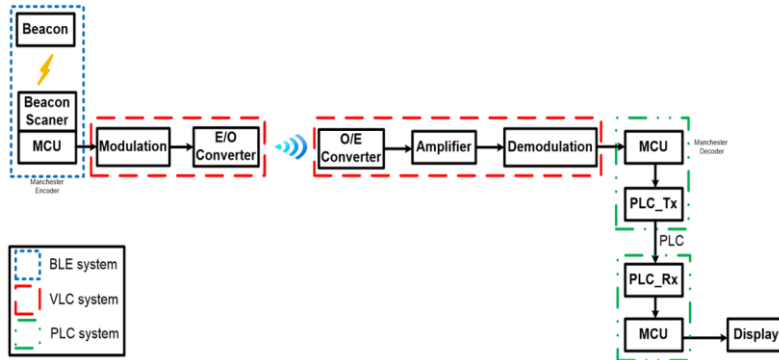 Beacon
Beacon
Scaner
MCU
Manchester
Encoder
Modulation
E/O
Converter
O/E
Converter
Amplifier
Demodulation
MCU
Manchester
Decoder
PLC_Tx
PLC
PLC_Rx
MCU
Display
BLE system
VLC system
PLC system